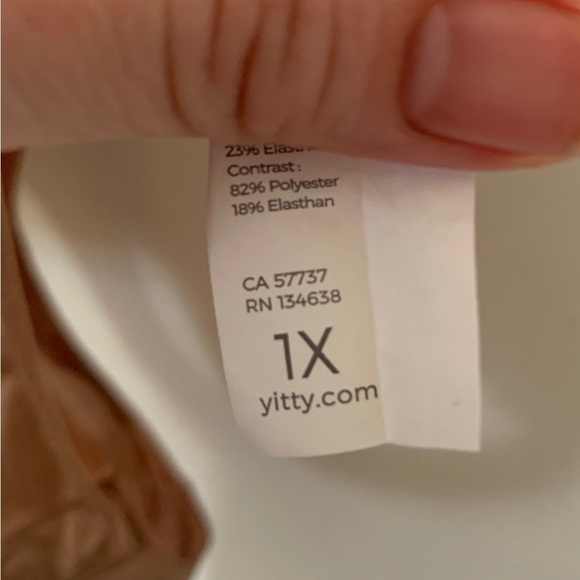 23%
Contrast:
82% Polyester
18% Elasthan
CA 57737
RN 134638
1X
yitty.com